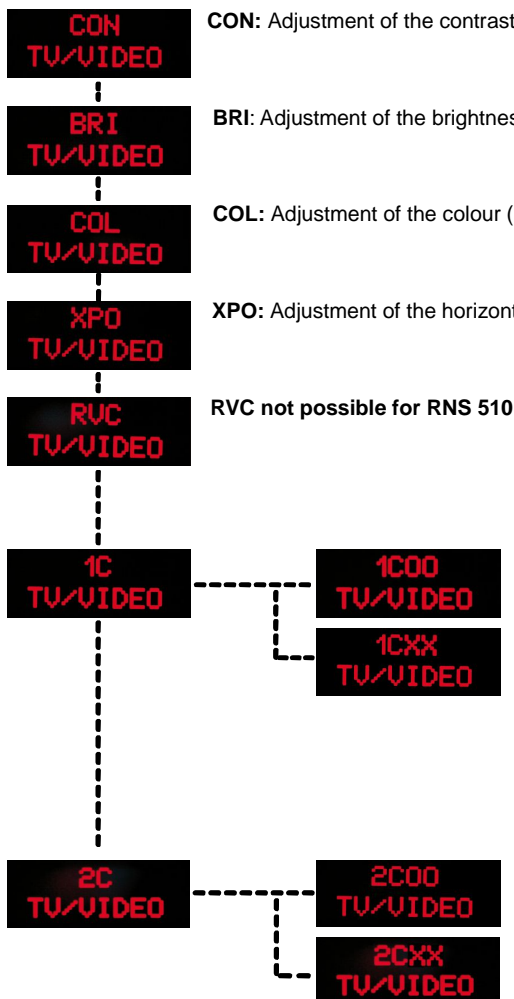 CON
TV/VIDEO
CON: Adjustment of the contrast
BRI
TV/VIDEO
BRI: Adjustment of the
COL
TV/VIDEO
COL: Adjustment of the colour (
XPO
TV/VIDEO
XPO: Adjustment of the
RVC
TV/VIDEO
RVC not possible for RNS 510
1C
TV/VIDEO
1C00
TV/VIDEO
1CXX
TV/VIDEO
2C
TV/VIDEO
2C00
TV/VIDEO
2CXX
TV/VIDEO